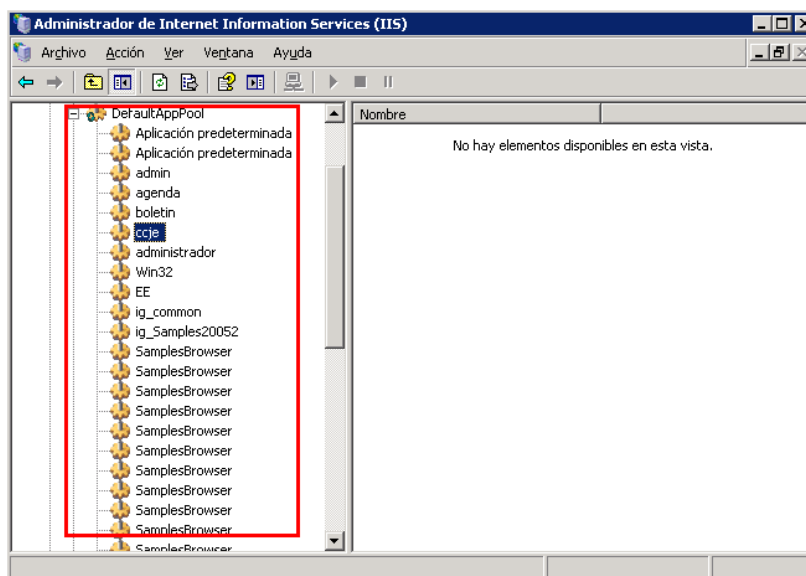 Administrador de Internet Information Services (IIS)
Archivo Acción Ver Ventana Ayuda
DefaultAppPool
Aplicación predeterminada
Aplicación predeterminada
admin
agenda
boletin
ccje
administrador
Win32
EE
ig_common
ig_Samples20052
SamplesBrowser
SamplesBrowser
SamplesBrowser
SamplesBrowser
SamplesBrowser
SamplesBrowser
SamplesBrowser
SamplesBrowser
SamplesBrowser
SamplesBrowser
SamplesBrowser
Nombre
No hay elementos disponibles en esta vista.